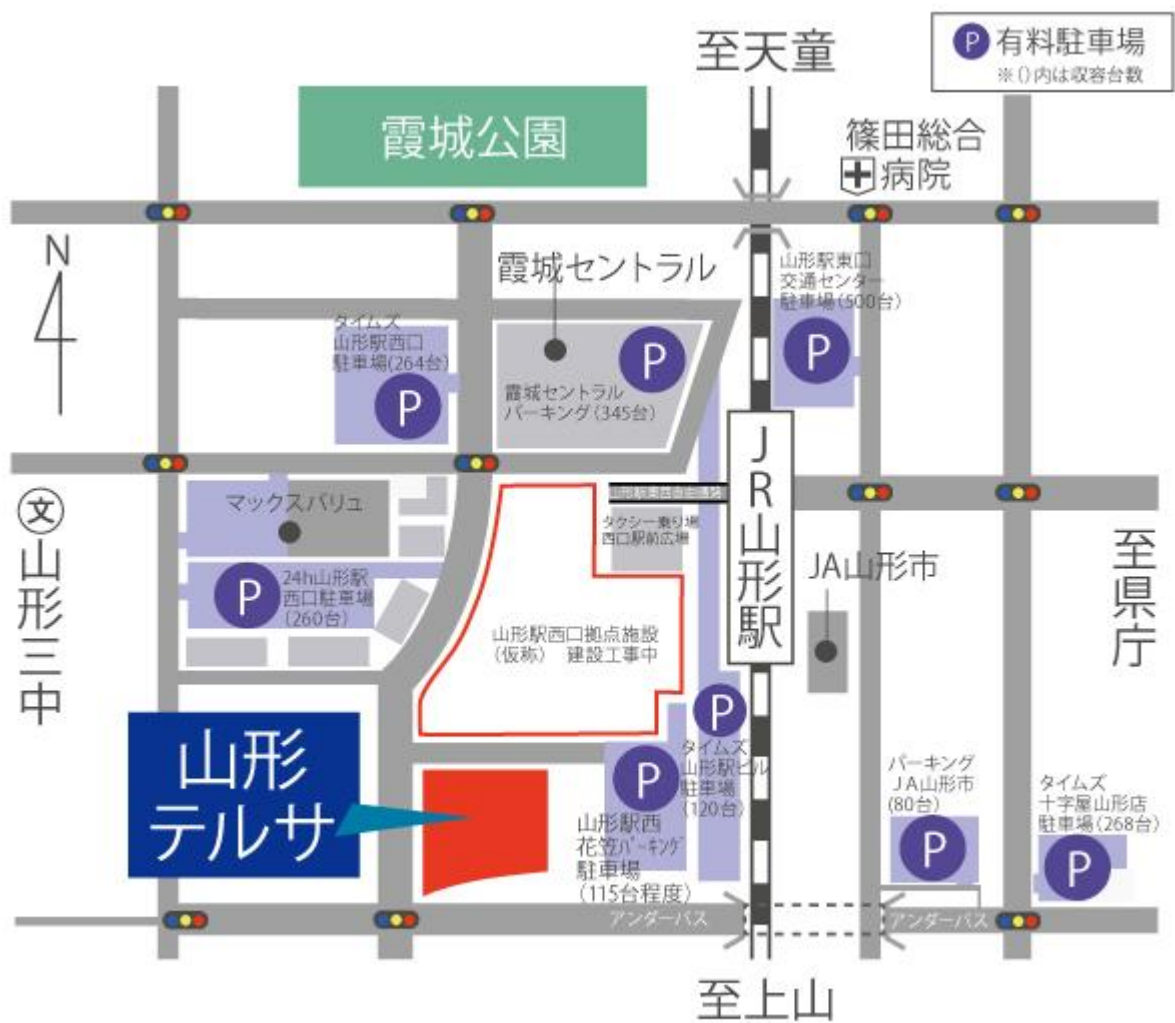 至天童
P 有料駐車場
※()内は収容台数
霞城公園
篠田総合
病院
N
霞城セントラル
山形駅東口
交通センター
駐車場(500台)
P
タイムズ
山形駅西口
駐車場(264台)
P
P
霞城セントラル
パーキング(345台)
JR山形駅
マックスバリュ
山形駅東西自由通路
タクシー乗り場
西口駅前広場
文
山形三中
P
24h山形駅
西口駐車場
(260台)
JA山形市
至県庁
山形駅西口拠点施設
(仮称) 建設工事中
山形
テルサ
P
タイムズ
山形駅ビル
駐車場
(120台)
P
山形駅西
花笠パーキング
駐車場
(115台程度)
パーキング
JA山形市
(80台)
P
タイムズ
十字屋山形店
駐車場(268台)
P
アンダーパス
アンダーパス
至上山